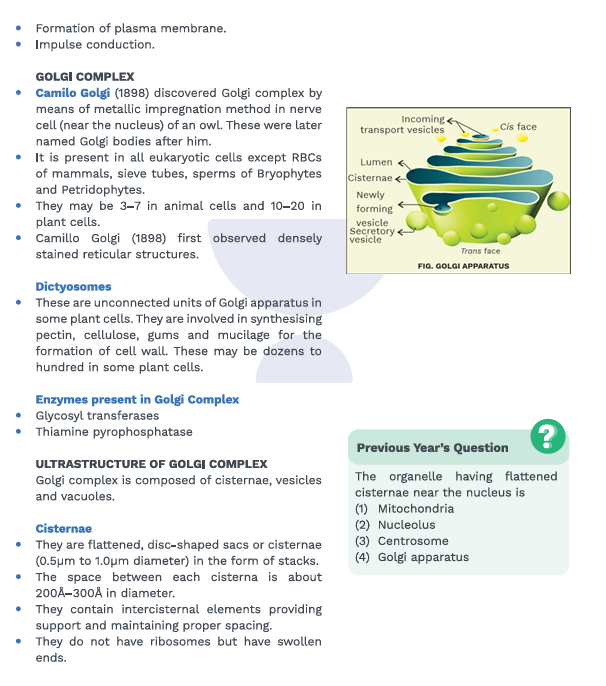 • Formation of plasma membrane.
• Impulse conduction.
GOLGI COMPLEX
• Camilo Golgi (1898) discovered Golgi complex by
means of metallic impregnation method in nerve
cell (near the nucleus) of an owl. These were later
named Golgi bodies after him.
• It is present in all eukaryotic cells except RBCs
of mammals, sieve tubes, sperms of Bryophytes
and Petridophytes.
• They may be 3–7 in animal cells and 10–20 in
plant cells.
• Camillo Golgi (1898) first observed densely
stained reticular structures.
Dictyosomes
• These are unconnected units of Golgi apparatus in
some plant cells. They are involved in synthesising
pectin, cellulose, gums and mucilage for the
formation of cell wall. These may be dozens to
hundred in some plant cells.
Enzymes present in Golgi Complex
• Glycosyl transferases
• Thiamine pyrophosphatase
ULTRASTRUCTURE OF GOLGI COMPLEX
Golgi complex is composed of cisternae, vesicles
and vacuoles.
Cisternae
• They are flattened, disc-shaped sacs or cisternae
(0.5µm to 1.0µm diameter) in the form of stacks.
• The space between each cisterna is about
200Å–300Å in diameter.
• They contain intercisternal elements providing
support and maintaining proper spacing.
• They do not have ribosomes but have swollen
ends.
Incoming
transport vesicles
Cis face
Lumen
Cisternae
Newly
forming
vesicle
Secretory
vesicle
Trans face
FIG. GOLGI APPARATUS
?
Previous Year's Question
The organelle having flattened
cisternae near the nucleus is
(1) Mitochondria
(2) Nucleolus
(3) Centrosome
(4) Golgi apparatus